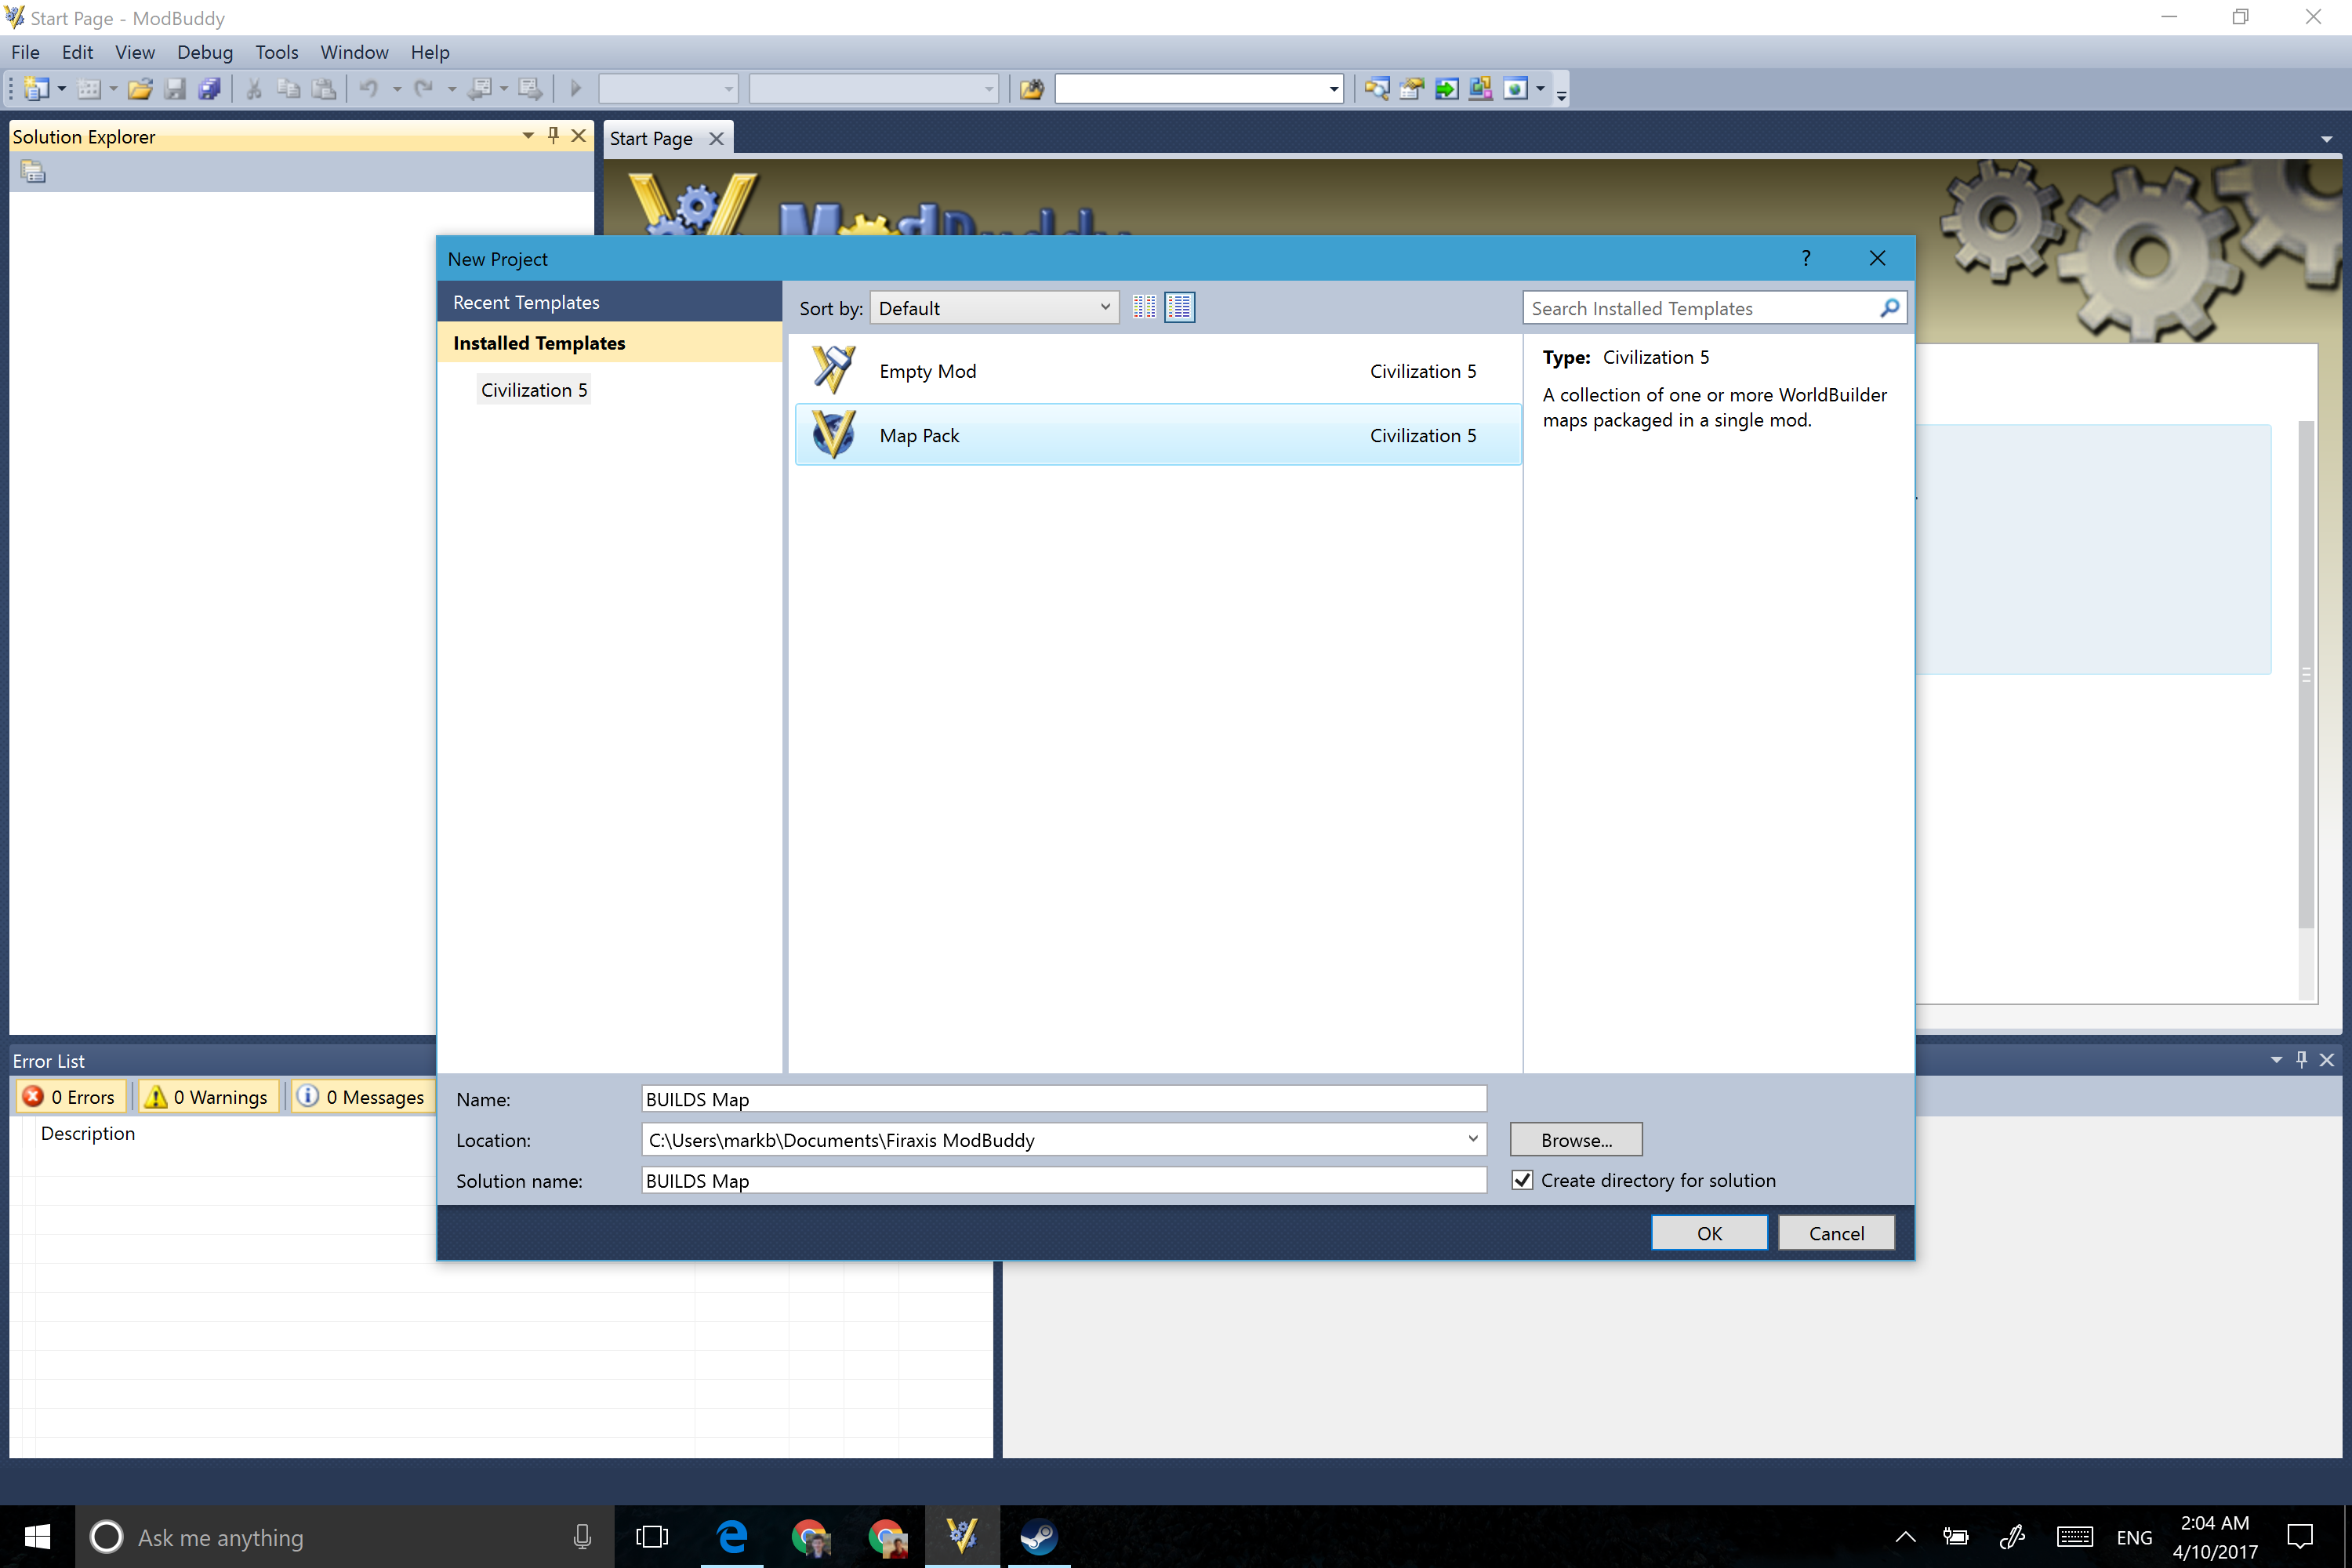 Start Page - ModBuddy
File Edit View Debug Tools Window Help
Solution Explorer
Start Page
ModBuddy
New Project
Recent Templates
Installed Templates
Civilization 5
Sort by: Default
Search Installed Templates
Empty Mod Civilization 5
Map Pack Civilization 5
Type: Civilization 5
A collection of one or more WorldBuilder
maps packaged in a single mod.
Error List
0 Errors 0 Warnings 0 Messages
Description
Name: BUILDS Map
Location: C:\Users\markb\Documents\Firaxis ModBuddy
Browse...
Solution name: BUILDS Map
Create directory for solution
OK Cancel
Ask me anything
ENG
2:04 AM
4/10/2017